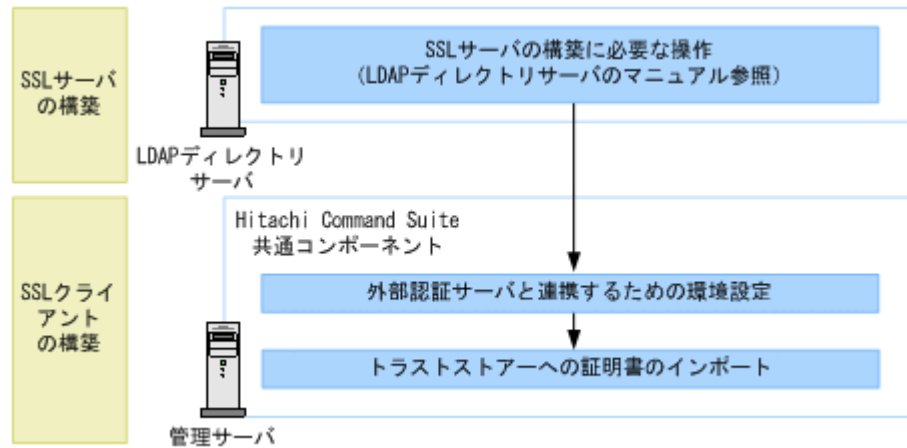 SSLサーバ
の構築
SSLサーバの構築に必要な操作
(LDAPディレクトリサーバのマニュアル参照)
LDAPディレクトリ
サーバ
SSLクライ
アント
の構築
Hitachi Command Suite
共通コンポーネント
外部認証サーバと連携するための環境設定
トラストストアーへの証明書のインポート
管理サーバ